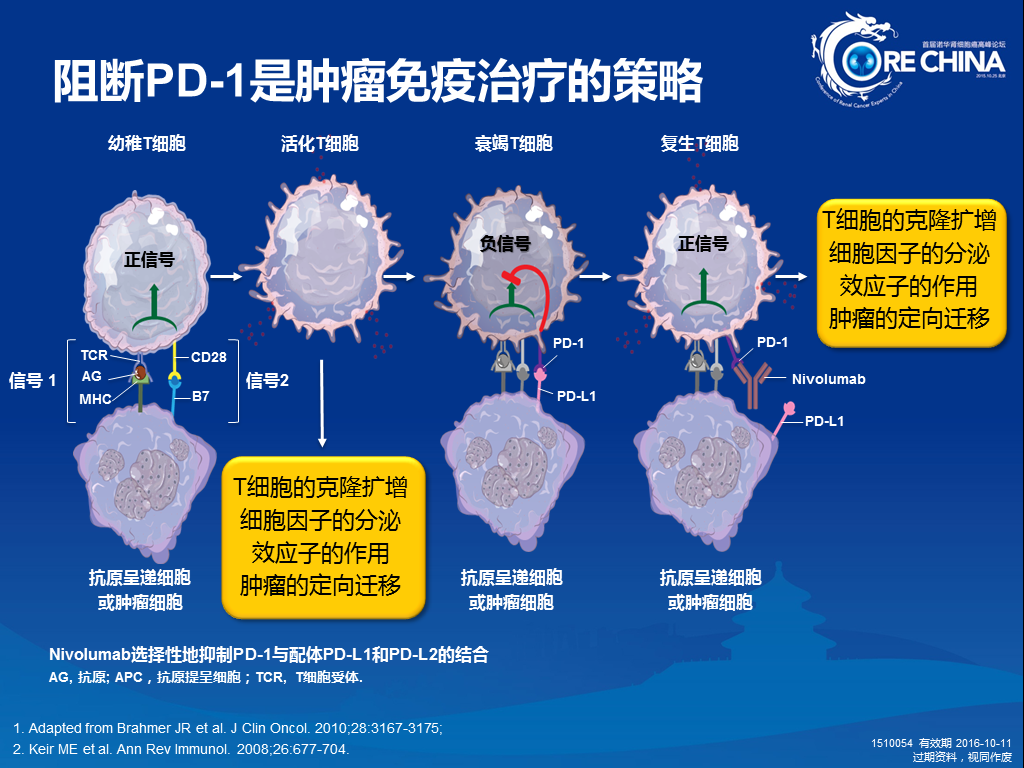 首届诺华肾细胞癌高峰论坛
ORE CHINA
2015.10.25 北京
Conference of Renal Cancer Experts in China
阻断PD-1是肿瘤免疫治疗的策略
幼稚T细胞
活化T细胞
衰竭T细胞
复生T细胞
正信号
负信号
正信号
T细胞的克隆扩增
细胞因子的分泌
效应子的作用
肿瘤的定向迁移
信号 1
TCR
AG
MHC
CD28
B7
信号2
PD-1
PD-L1
PD-1
Nivolumab
PD-L1
T细胞的克隆扩增
细胞因子的分泌
效应子的作用
肿瘤的定向迁移
抗原呈递细胞
或肿瘤细胞
抗原呈递细胞
或肿瘤细胞
抗原呈递细胞
或肿瘤细胞
Nivolumab选择性地抑制PD-1与配体PD-L1和PD-L2的结合
AG, 抗原; APC，抗原提呈细胞；TCR, T细胞受体.
1. Adapted from Brahmer JR et al. J Clin Oncol. 2010;28:3167-3175;
2. Keir ME et al. Ann Rev Immunol. 2008;26:677-704.
1510054 有效期 2016-10-11
过期资料，视同作废